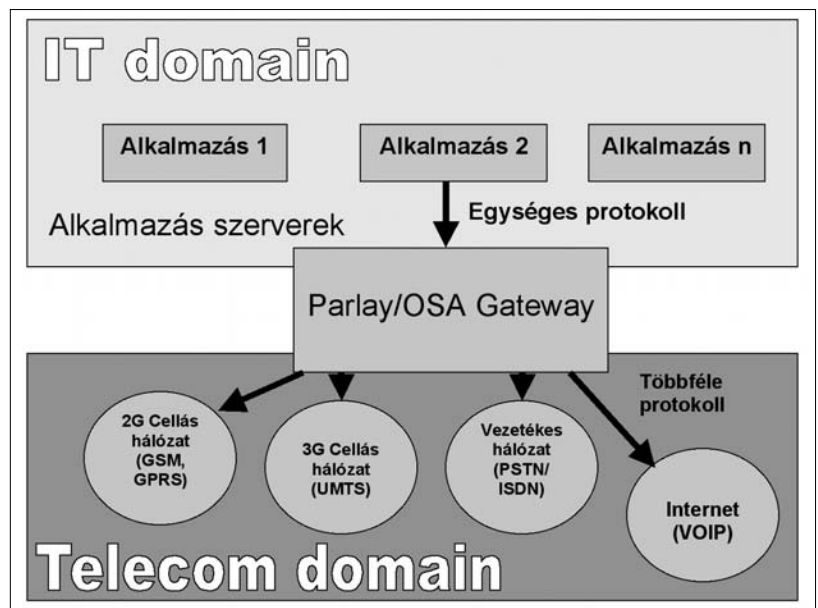 IT domain
Alkalmazás 1
Alkalmazás 2
Alkalmazás n
Egységes protokoll
Alkalmazás szerverek
Parlay/OSA Gateway
Többféle
protokoll
2G Cellás
hálózat
(GSM,
GPRS)
3G Cellás
hálózat
(UMTS)
Vezetékes
hálózat
(PSTN/
ISDN)
Internet
(VOIP)
Telecom domain